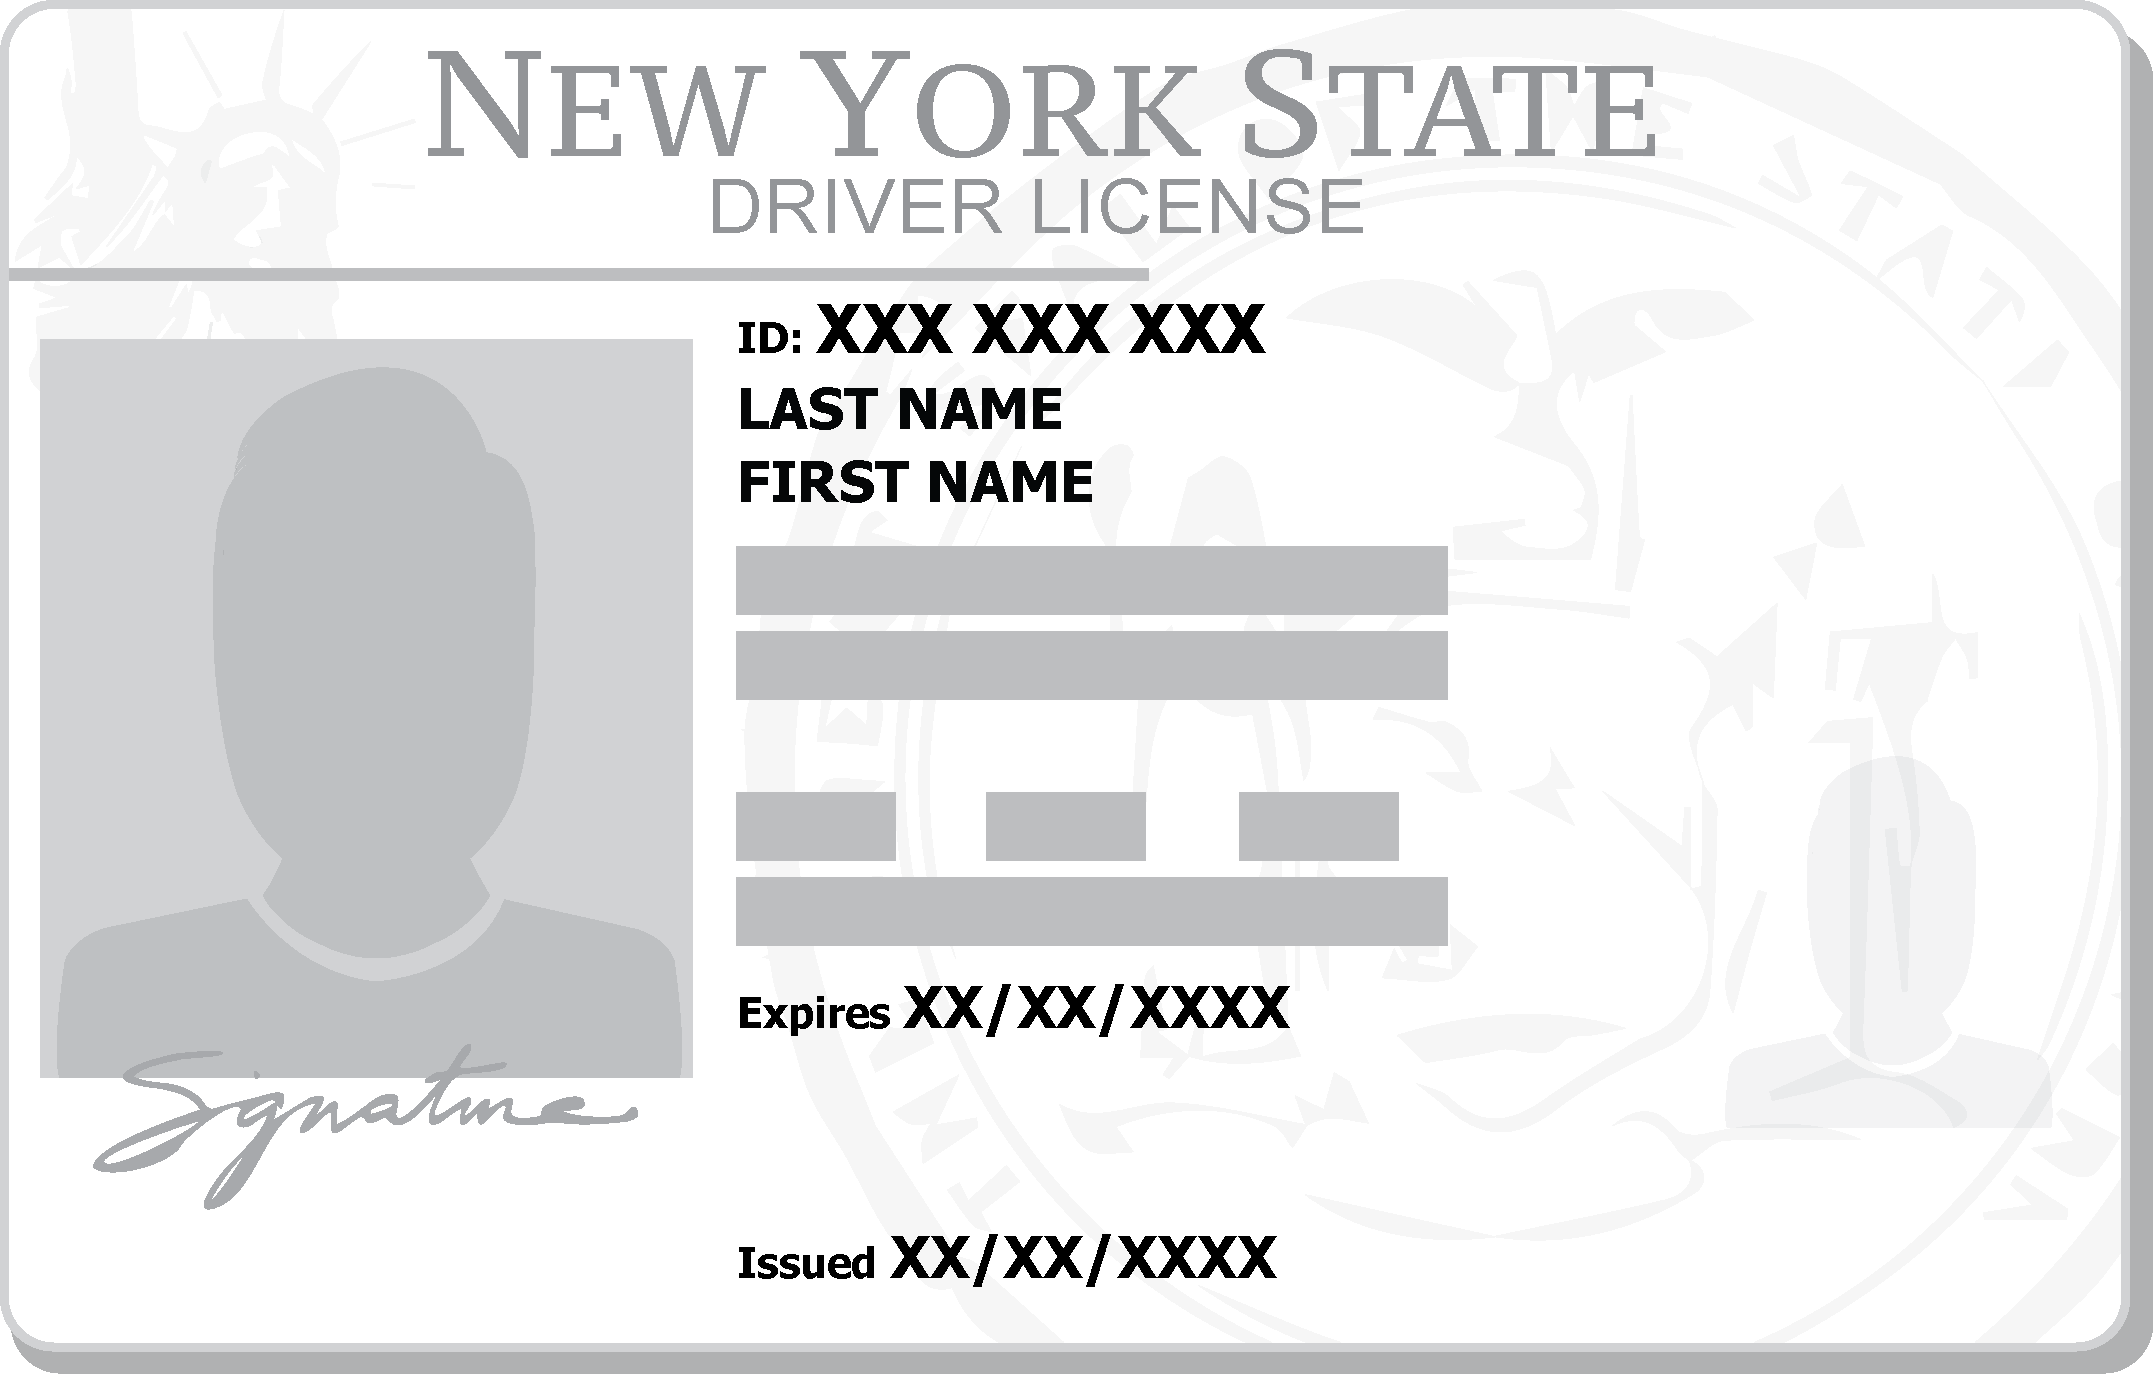 NEW YORK STATE
DRIVER LICENSE
ID: XXX XXX XXX
LAST NAME
FIRST NAME
Expires XX/XX/XXXX
Signature
Issued XX/XX/XXXX